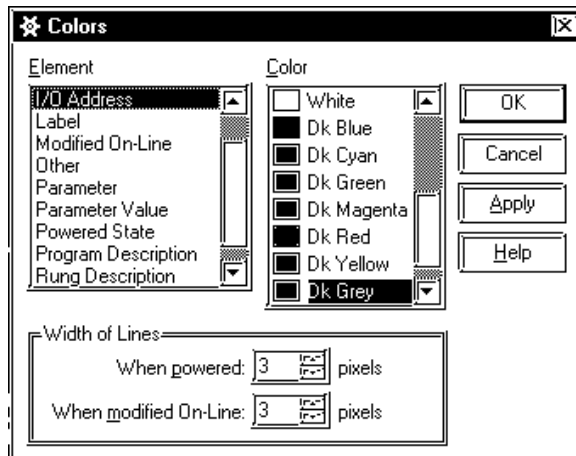 Colors
Element
I/O Address
Label
Modified On-Line
Other
Parameter
Parameter Value
Powered State
Program Description
Rung Description
Color
White
Dk Blue
Dk Cyan
Dk Green
Dk Magenta
Dk Red
Dk Yellow
Dk Grey
OK
Cancel
Apply
Help
Width of Lines
When powered: 3 pixels
When modified On-Line: 3 pixels